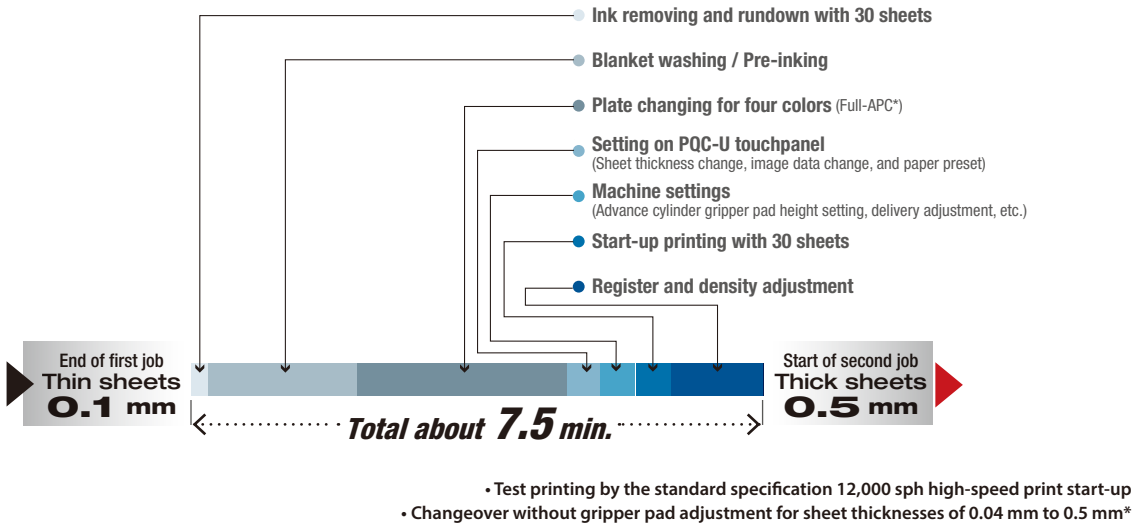 Ink removing and rundown with 30 sheets
Blanket washing / Pre-inking
Plate changing for four colors (Full-APC*)
Setting on PQC-U touchpanel
(Sheet thickness change, image data change, and paper preset)
Machine settings
(Advance cylinder gripper pad height setting, delivery adjustment, etc.)
Start-up printing with 30 sheets
Register and density adjustment
End of first job
Thin sheets
0.1 mm
Start of second job
Thick sheets
0.5 mm
Total about 7.5 min.
• Test printing by the standard specification 12,000 sph high-speed print start-up
• Changeover without gripper pad adjustment for sheet thicknesses of 0.04 mm to 0.5 mm*